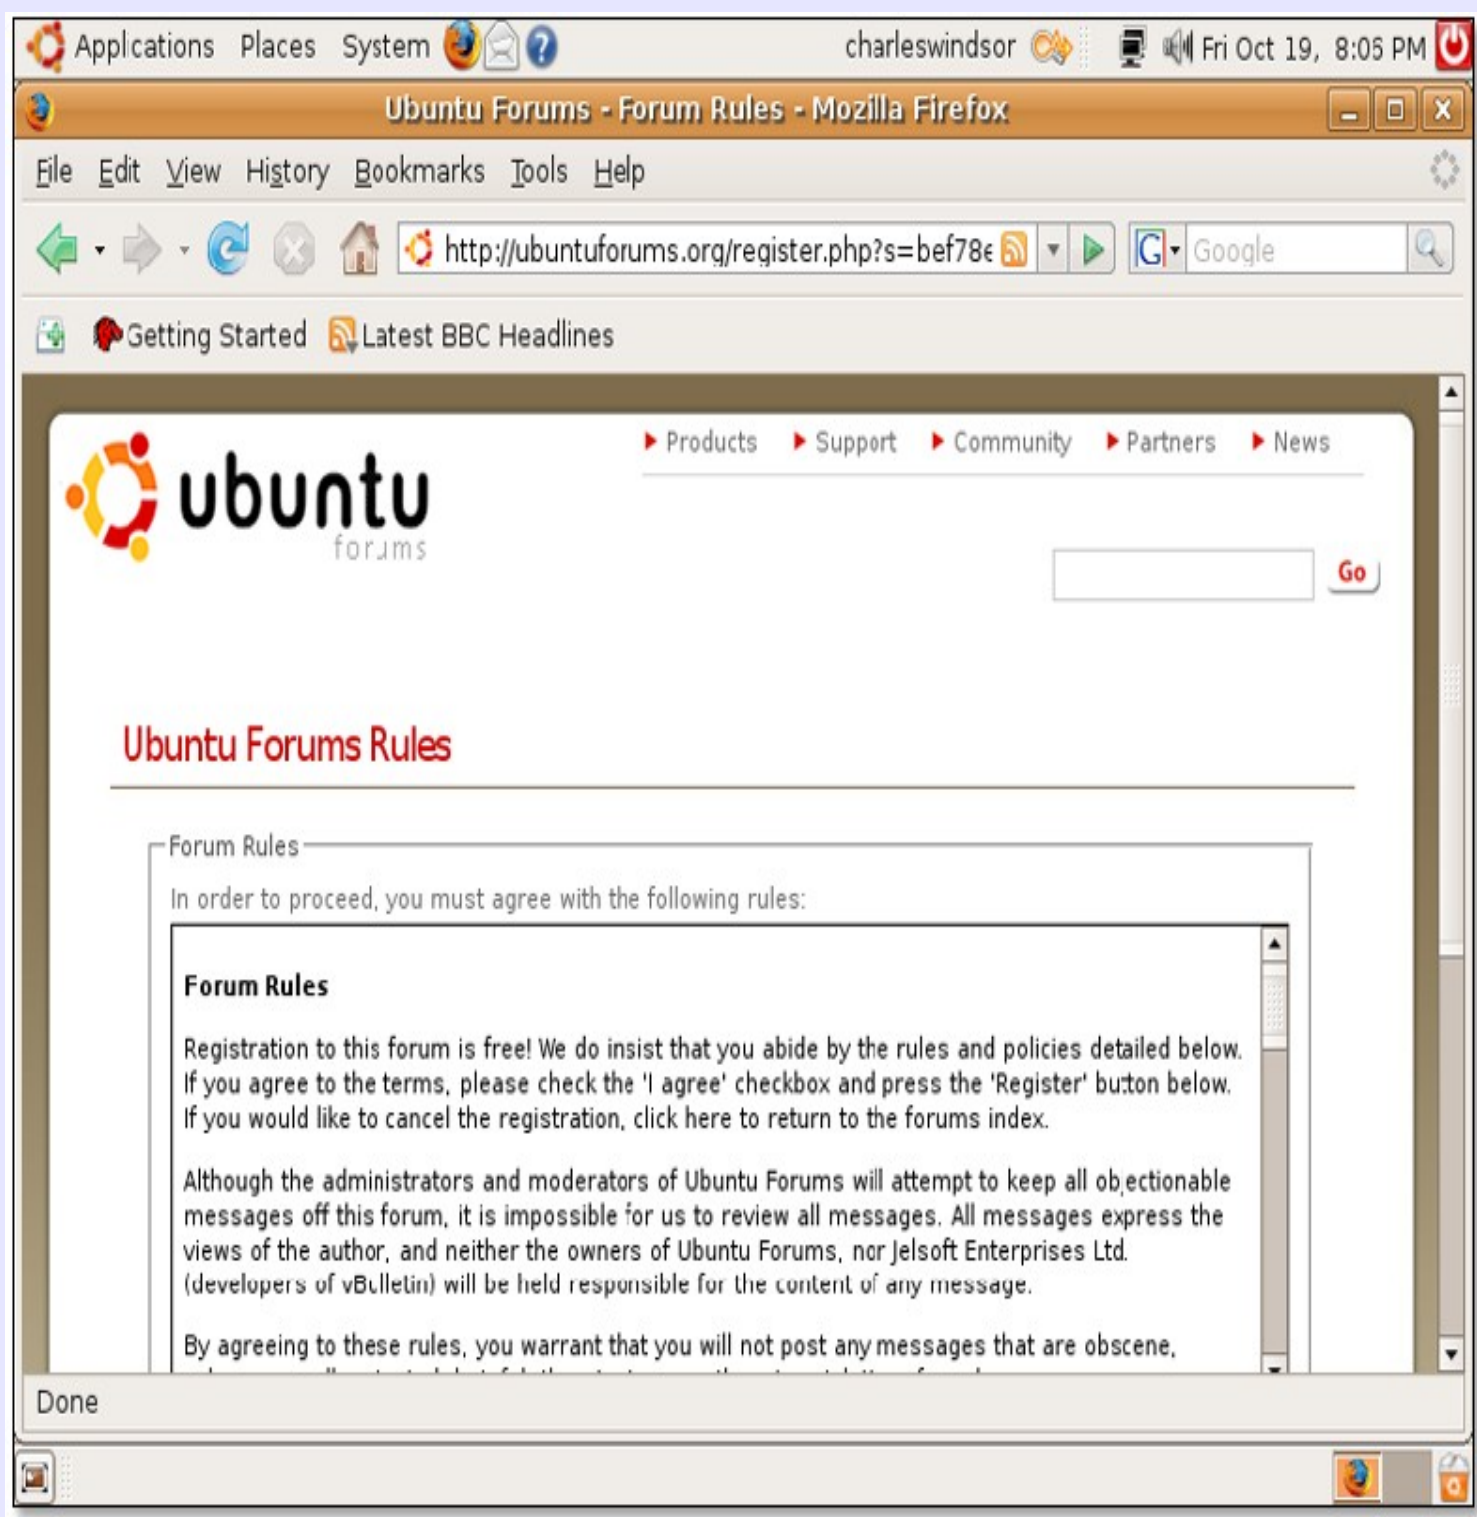 Applications Places System charleswindsor Fri Oct 19, 8:05 PM
Ubuntu Forums - Forum Rules - Mozilla Firefox
File Edit View History Bookmarks Tools Help
http://ubuntuforums.org/register.php?s=bef78e G Google
Getting Started Latest BBC Headlines
Products Support Community Partners News
ubuntu
forums
Go
Ubuntu Forums Rules
Forum Rules
In order to proceed, you must agree with the following rules:
Forum Rules
Registration to this forum is free! We do insist that you abide by the rules and policies detailed below.
If you agree to the terms, please check the 'I agree' checkbox and press the 'Register' button below.
If you would like to cancel the registration, click here to return to the forums index.
Although the administrators and moderators of Ubuntu Forums will attempt to keep all objectionable
messages off this forum, it is impossible for us to review all messages. All messages express the
views of the author, and neither the owners of Ubuntu Forums, nor Jelsoft Enterprises Ltd.
(developers of vBulletin) will be held responsible for the content of any message.
By agreeing to these rules, you warrant that you will not post any messages that are obscene,
Done